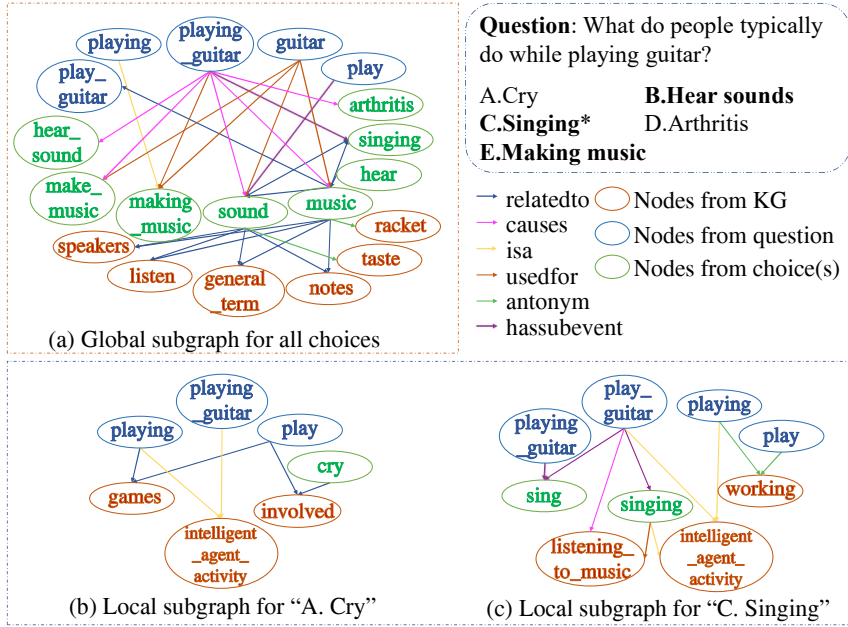 playing
playing
_guitar
guitar
play_
guitar
play
arthritis
hear_
sound
singing
hear
make_
music
making
_music
sound
music
racket
speakers
taste
listen
general
_term
notes
(a) Global subgraph for all choices
Question: What do people typically
do while playing guitar?
A.Cry B.Hear sounds
C.Singing* D.Arthritis
E.Making music
relatedto
causes
isa
usedfor
antonym
hassubevent
Nodes from KG
Nodes from question
Nodes from choice(s)
playing
_guitar
playing
play
cry
games
involved
intelligent
_agent_
activity
(b) Local subgraph for “A. Cry”
play_
guitar
playing
playing
_guitar
play
sing
singing
working
listening_
to_music
intelligent
_agent_
activity
(c) Local subgraph for “C. Singing”